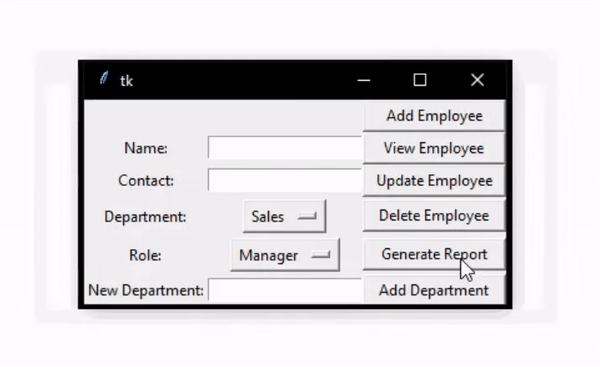 tk
Add Employee
Name:
View Employee
Contact:
Update Employee
Department:
Sales
Delete Employee
Role:
Manager
Generate Report
New Department:
Add Department